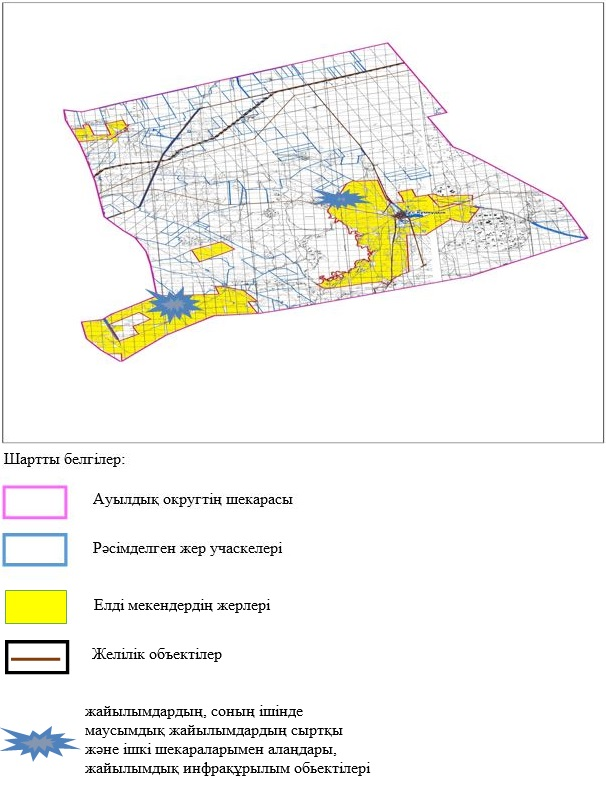 Шартты белгілер:
Ауылдық округтің шекарасы
Рәсімделген жер учаскелері
Елді мекендердің жерлері
Желілік объектілер
жайылымдардың, соның ішінде
маусымдық жайылымдардың сыртқы
және ішкі шекараларымен алаңдары,
жайылымдық инфрақұрылым объектілері